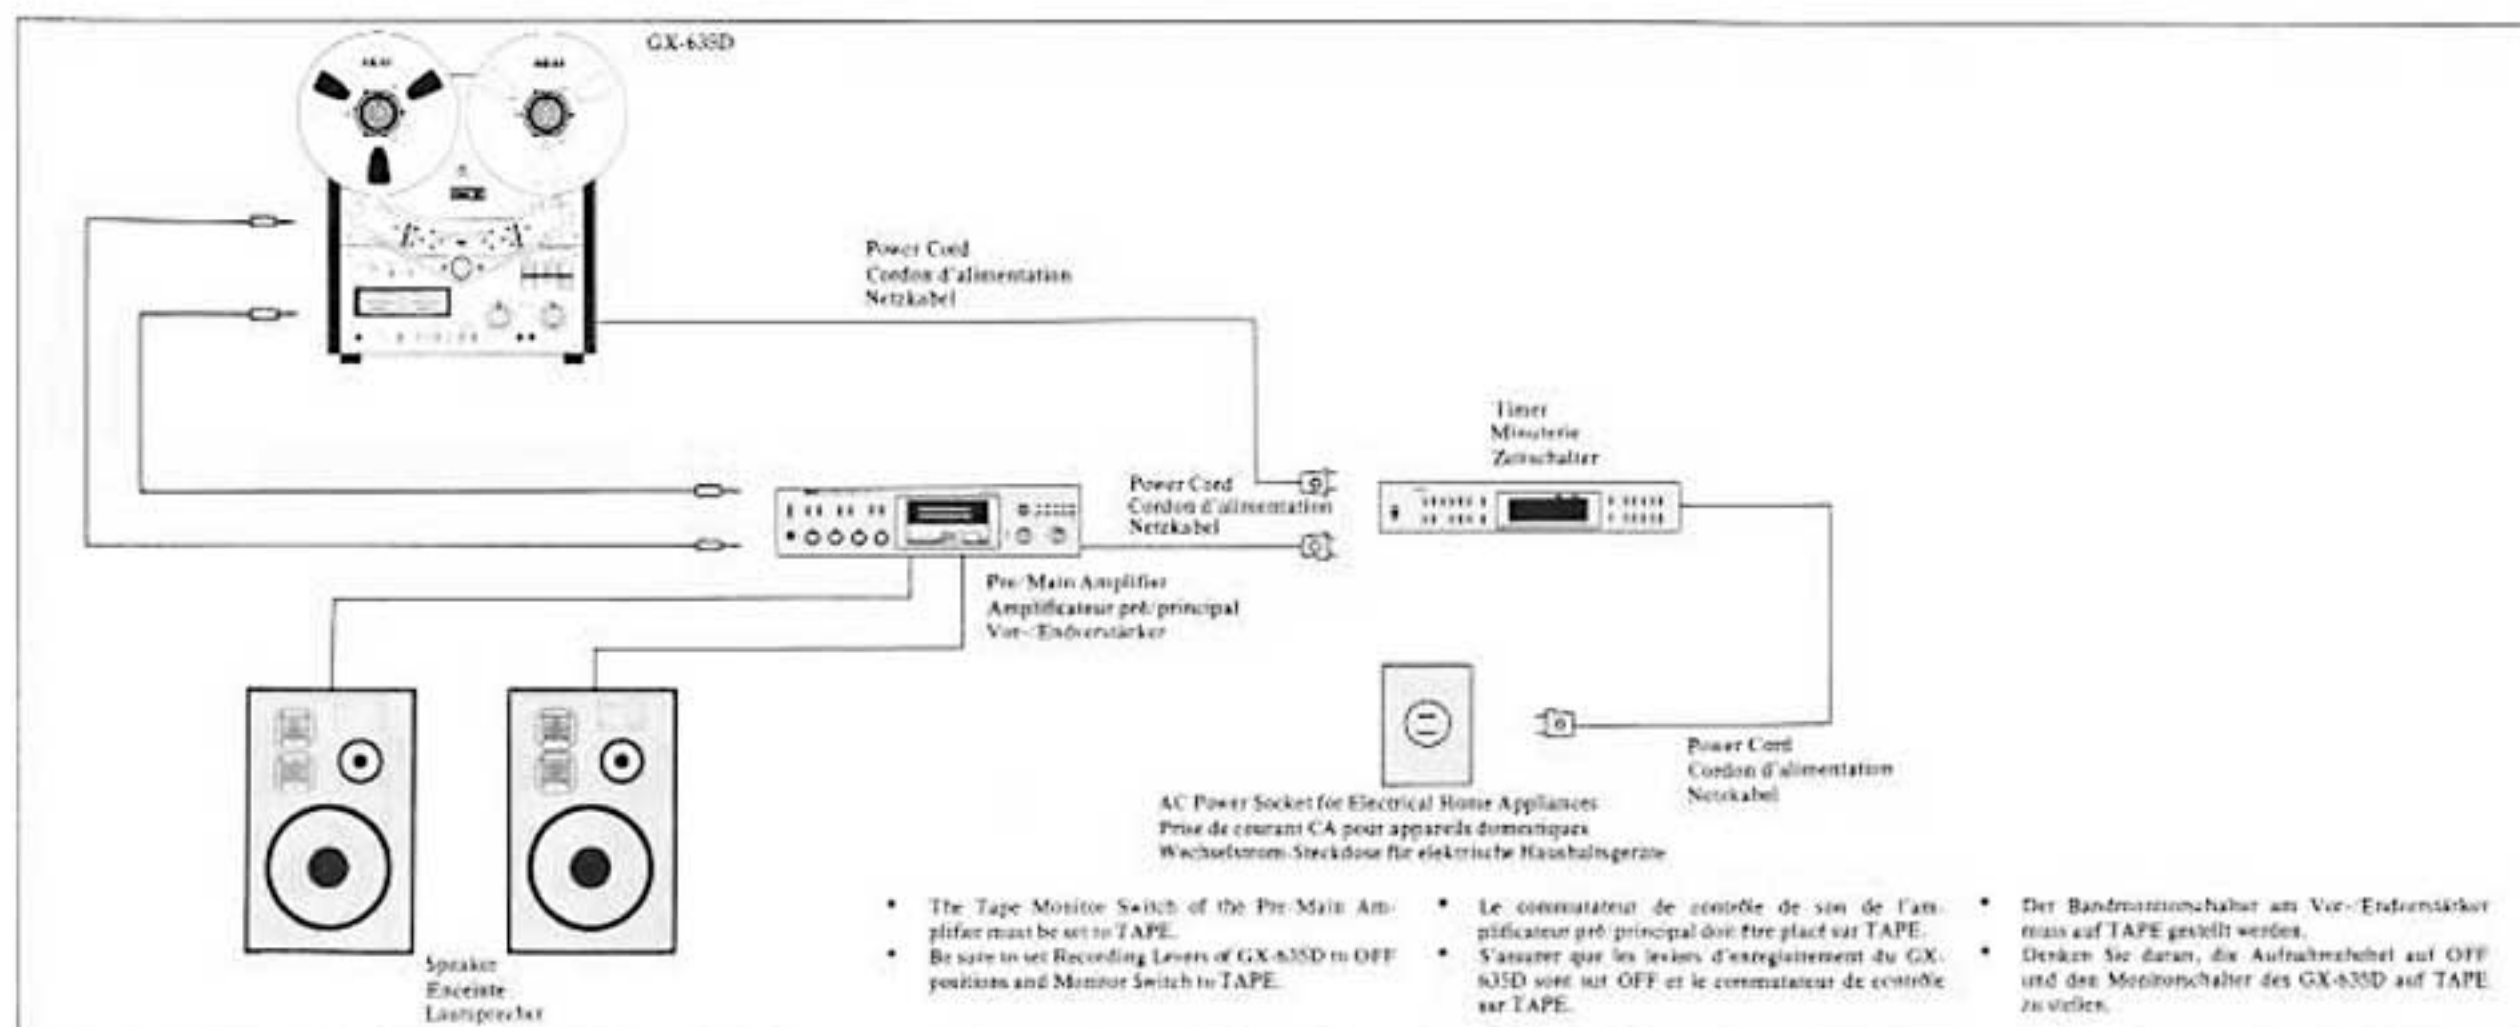 GX-635D
AKAI
AKAI
Power Cord
Cordon d'alimentation
Netzkabel
Timer
Minuterie
Zeitschalter
Power Cord
Cordon d'alimentation
Netzkabel
Pre/Main Amplifier
Amplificateur pré/principal
Vor-/Endverstärker
Power Cord
Cordon d'alimentation
Netzkabel
AC Power Socket for Electrical Home Appliances
Prise de courant CA pour appareils domestiques
Wechselstrom-Steckdose für elektrische Haushaltsgeräte
Speaker
Enceinte
Lautsprecher
• The Tape Monitor Switch of the Pre/Main Am-
plifier must be set to TAPE.
• Be sure to set Recording Levers of GX-635D to OFF
positions and Monitor Switch to TAPE.
• Le commutateur de contrôle de son de l'am-
plificateur pré/principal doit être placé sur TAPE.
• S'assurer que les leviers d'enregistrement du GX-
635D sont sur OFF et le commutateur de contrôle
sur TAPE.
• Der Bandmonitorschalter am Vor-/Endverstärker
muss auf TAPE gestellt werden.
• Denken Sie daran, die Aufnahmehebel auf OFF
und den Monitorschalter des GX-635D auf TAPE
zu stellen.